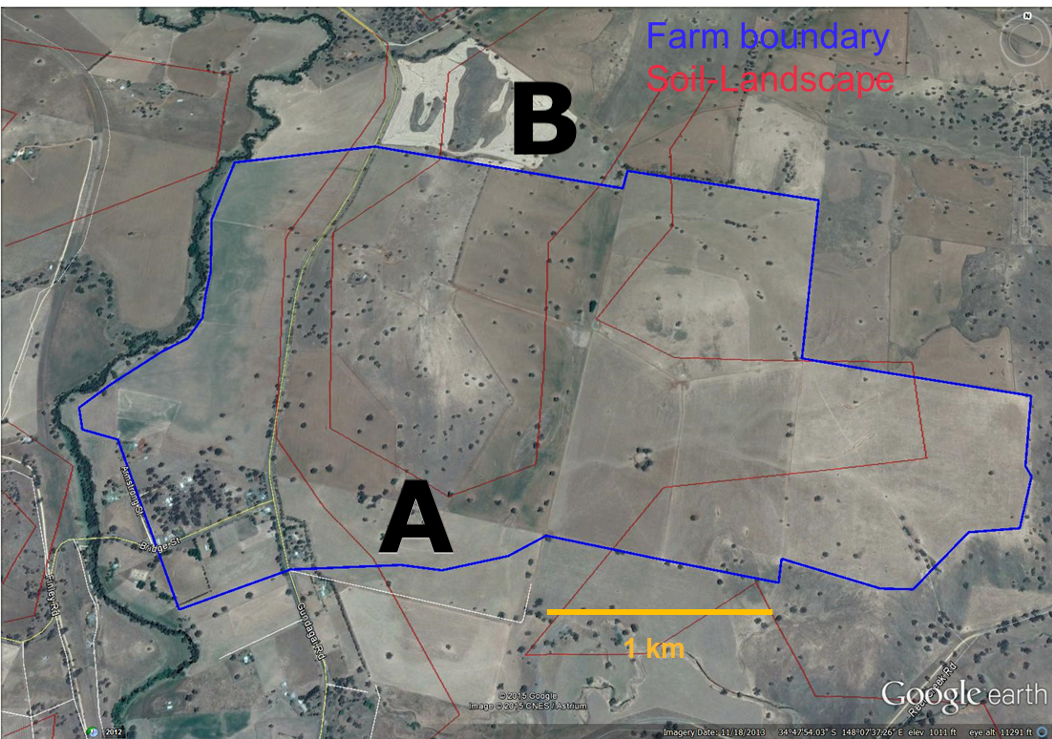 N
Farm boundary
Soil-Landscape
B
A
Armstrong St
Bridge St
Tinley Rd
Gundagai Rd
1 km
© 2015 Google
Image © 2015 CNES / Astrium
Google earth
2012
Imagery Date: 11/18/2013 34°47'54.03" S 148°07'37.26" E elev 1011 ft eye alt 11291 ft